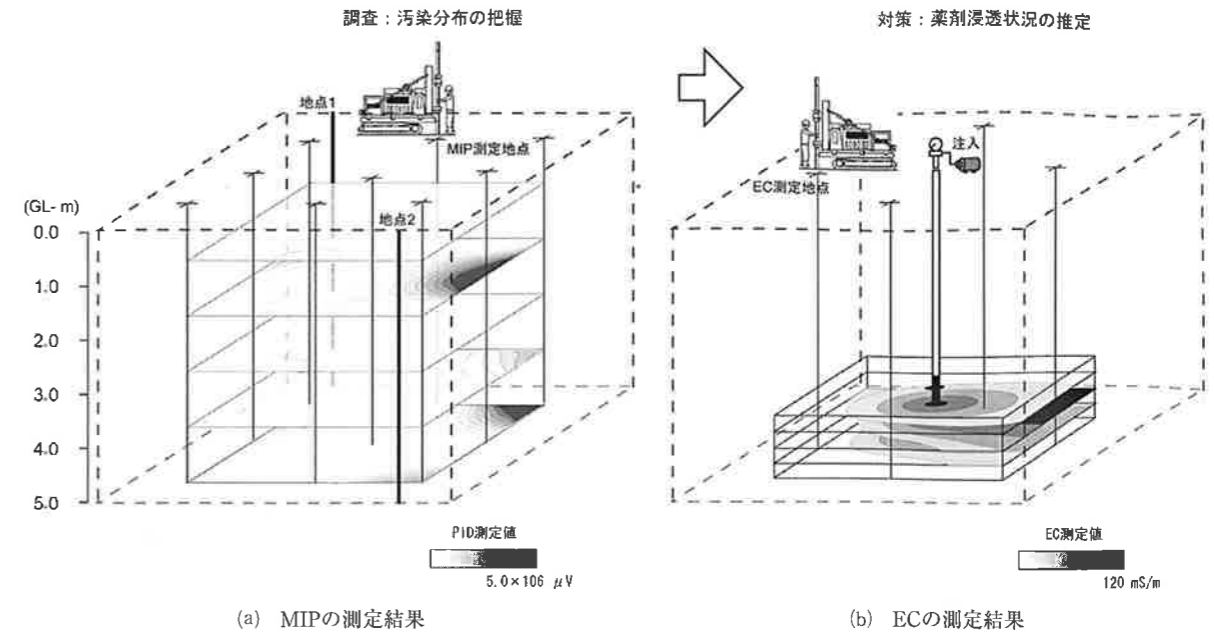 調査:汚染分布の把握
対策:薬剤浸透状況の推定
地点1
MIP測定地点
地点2
(GL- m)
0.0
1.0
2.0
3.0
4.0
5.0
PID測定値
5.0×106 μV
(a) MIPの測定結果
注入
EC測定地点
EC測定値
120 mS/m
(b) ECの測定結果